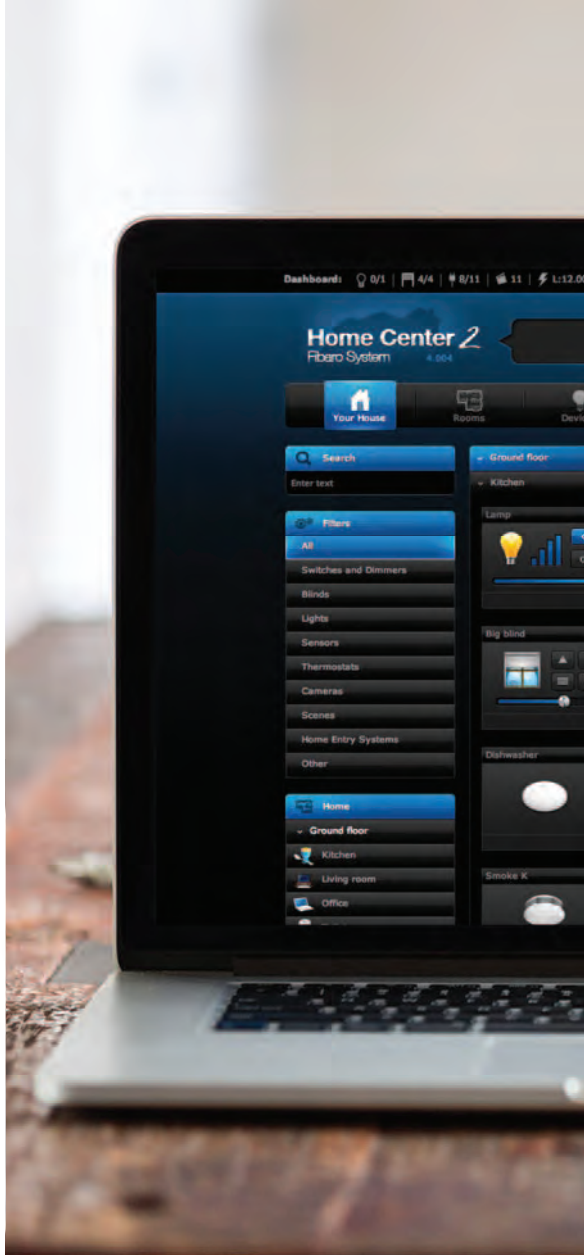 Dashboard: 0/1 | 4/4 | 8/11 | 11 | L:12.00
Home Center 2
Fibaro System 4.004
Your House
Rooms
Search
Enter text
Filters
All
Switches and Dimmers
Blinds
Lights
Sensors
Thermostats
Cameras
Scenes
Home Entry Systems
Other
Home
Ground floor
Kitchen
Living room
Office
Ground floor
Kitchen
Lamp
Big blind
Dishwasher
Smoke K